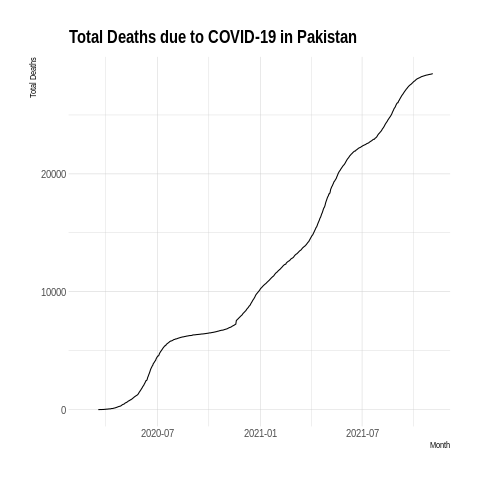 Total Deaths due to COVID-19 in Pakistan
Total Deaths
20000
10000
0
2020-07
2021-01
2021-07
Month